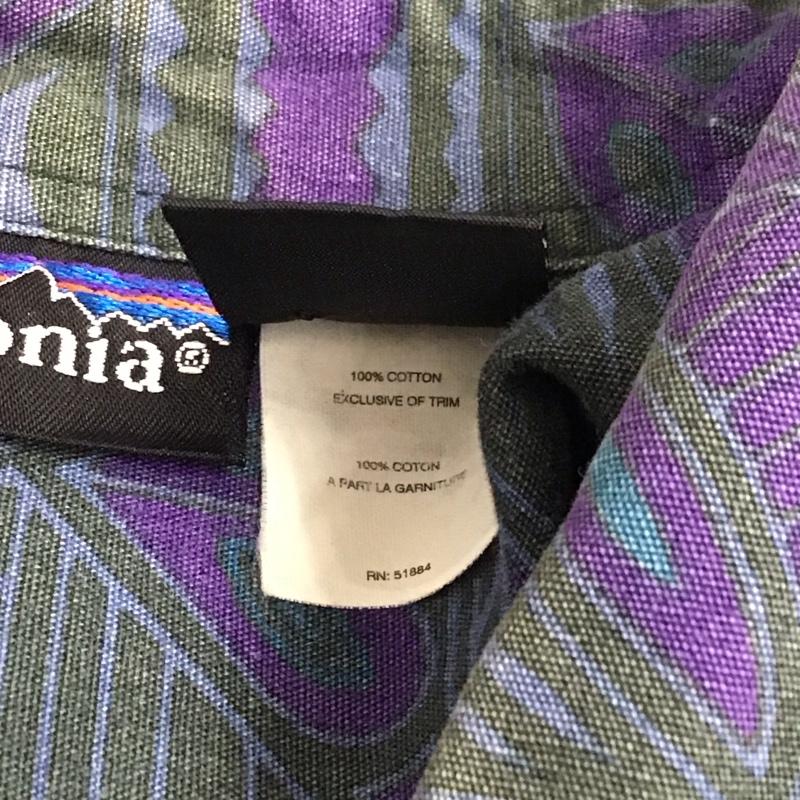 onia®
100% COTTON
EXCLUSIVE OF TRIM
100% COTON
A PART LA GARNITURE
RN: 51884